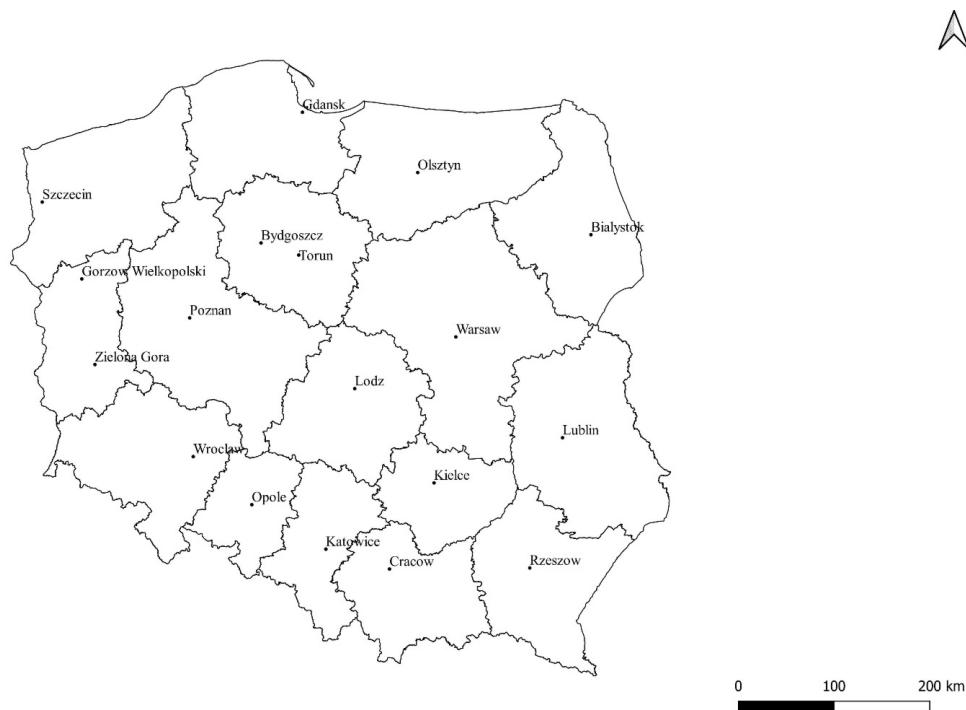 Gdansk
Olsztyn
Szczecin
Bialystok
Bydgoszcz
Torun
Gorzow Wielkopolski
Poznan
Warsaw
Zielona Gora
Lodz
Lublin
Wroclaw
Kielce
Opole
Katowice
Cracow
Rzeszow
0 100 200 km